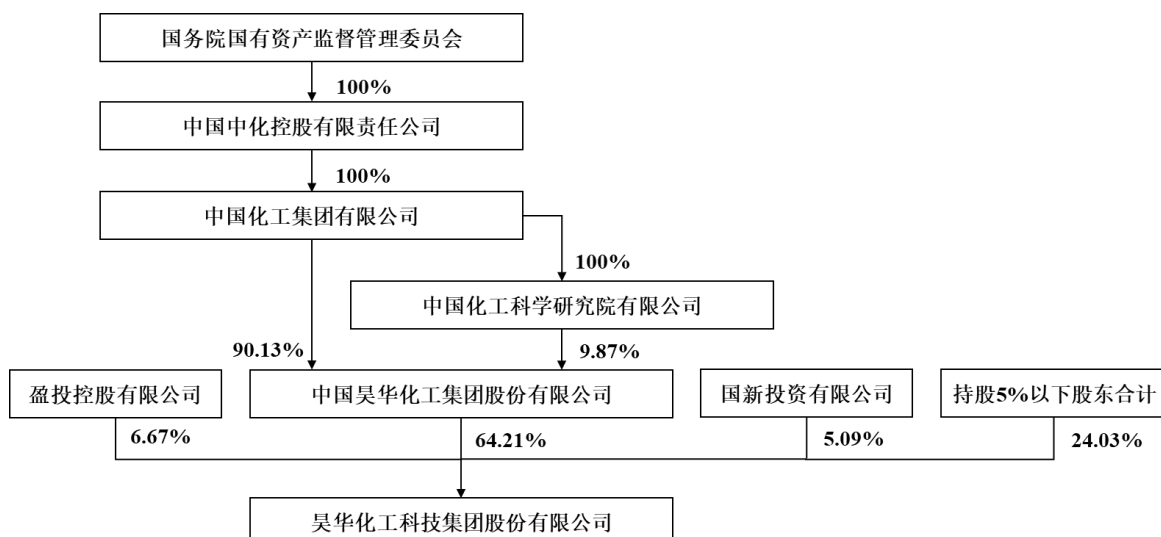 国务院国有资产监督管理委员会
100%
中国中化控股有限责任公司
100%
中国化工集团有限公司
100%
中国化工科学研究院有限公司
90.13%
9.87%
盈投控股有限公司
中国昊华化工集团股份有限公司
国新投资有限公司
持股5%以下股东合计
6.67%
64.21%
5.09%
24.03%
昊华化工科技集团股份有限公司